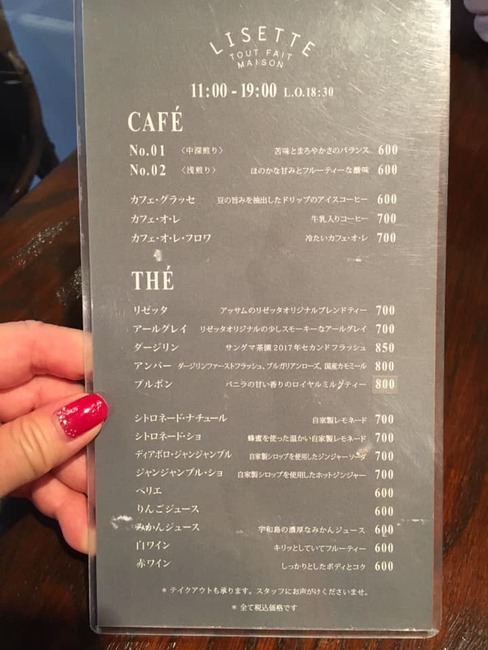 LISETTE
TOUT FAIT
MAISON
11:00 - 19:00 L.O.18:30
CAFÉ
No.01 〈中深煎り〉 苦味とまろやかさのバランス 600
No.02 〈浅煎り〉 ほのかな甘みとフルーティーな酸味 600
カフェ・グラッセ 豆の旨みを抽出したドリップのアイスコーヒー 600
カフェ・オ・レ 牛乳入りコーヒー 700
カフェ・オ・レ・フロワ 冷たいカフェ・オ・レ 700
THÉ
リゼッタ アッサムのリゼッタオリジナルブレンドティー 700
アールグレイ リゼッタオリジナルの少しスモーキーなアールグレイ 700
ダージリン サングマ茶園2017年セカンドフラッシュ 850
アンバー ダージリンファーストフラッシュ、ブルガリアンローズ、国産カモミール 800
ブルボン バニラの甘い香りのロイヤルミルクティー 800
シトロネード・ナチュール 自家製レモネード 700
シトロネード・ショ 蜂蜜を使った温かい自家製レモネード 700
ディアボロ・ジャンジャンブル 自家製シロップを使用したジンジャーソーダ 700
ジャンジャンブル・ショ 自家製シロップを使用したホットジンジャー 700
ペリエ 600
りんごジュース 600
みかんジュース 宇和島の濃厚なみかんジュース 600
白ワイン キリッとしていてフルーティー 600
赤ワイン しっかりとしたボディとコク 600
＊テイクアウトも承ります。スタッフにお声がけくださいませ。
＊全て税込価格です